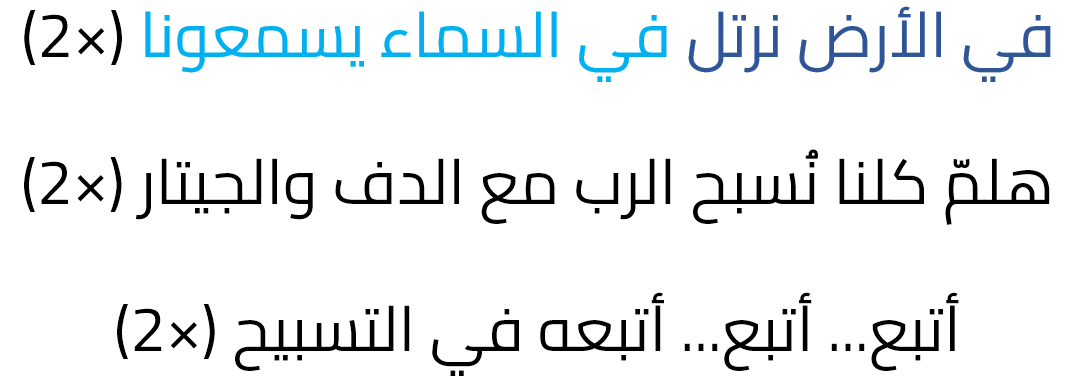 في الأرض نرتل في السماء يسمعونا (×2)
هلمّ كلنا نُسبح الرب مع الدف والجيتار (×2)
أتبع... أتبع... أتبعه في التسبيح (×2)